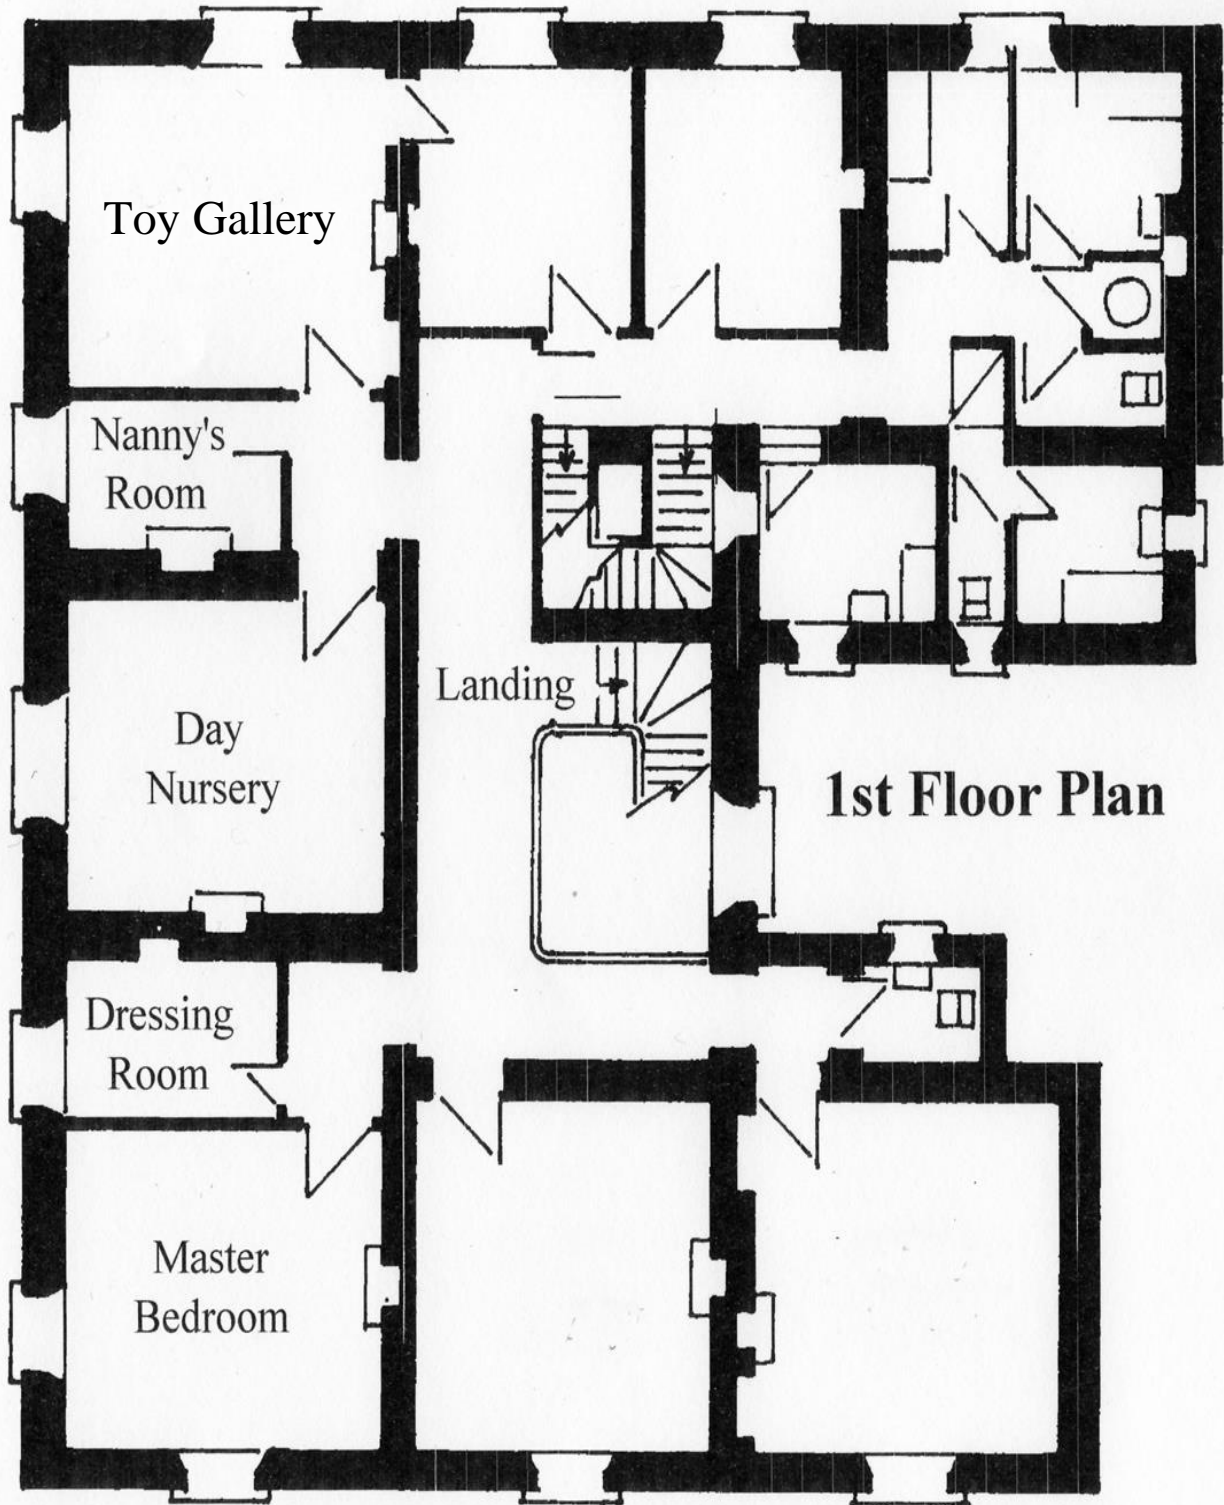 Toy Gallery
Nanny's
Room
Day
Nursery
Landing
1st Floor Plan
Dressing
Room
Master
Bedroom